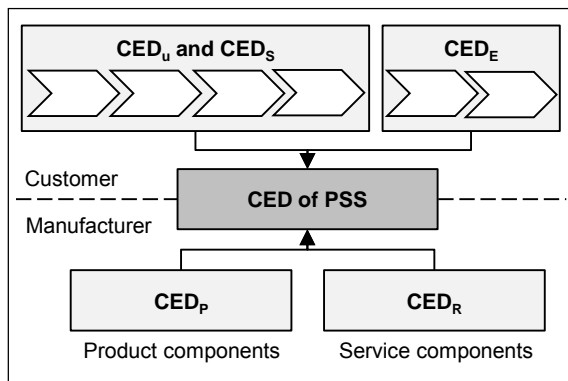 CEDu and CEDS
CEDE
Customer
CED of PSS
Manufacturer
CEDP
CEDR
Product components
Service components